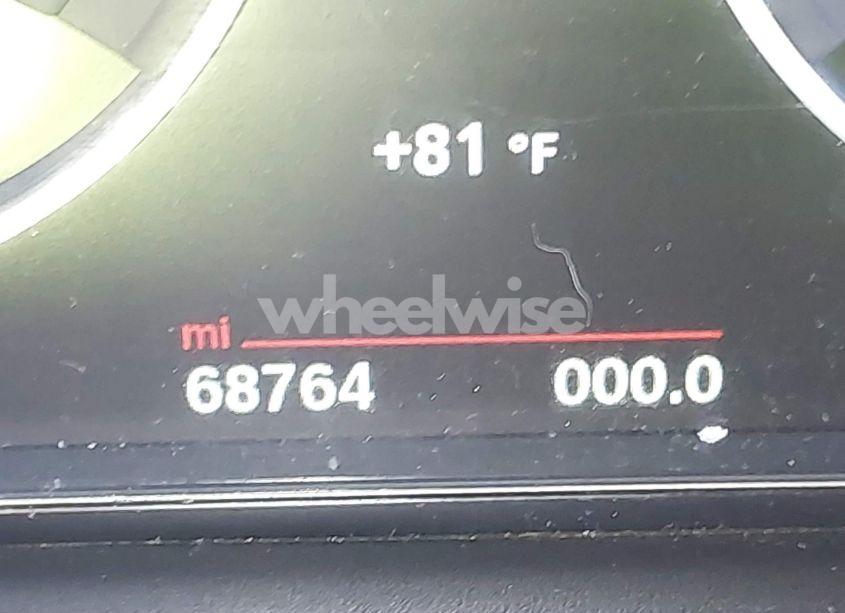 +81 °F
wheelwise
mi
68764 000.0